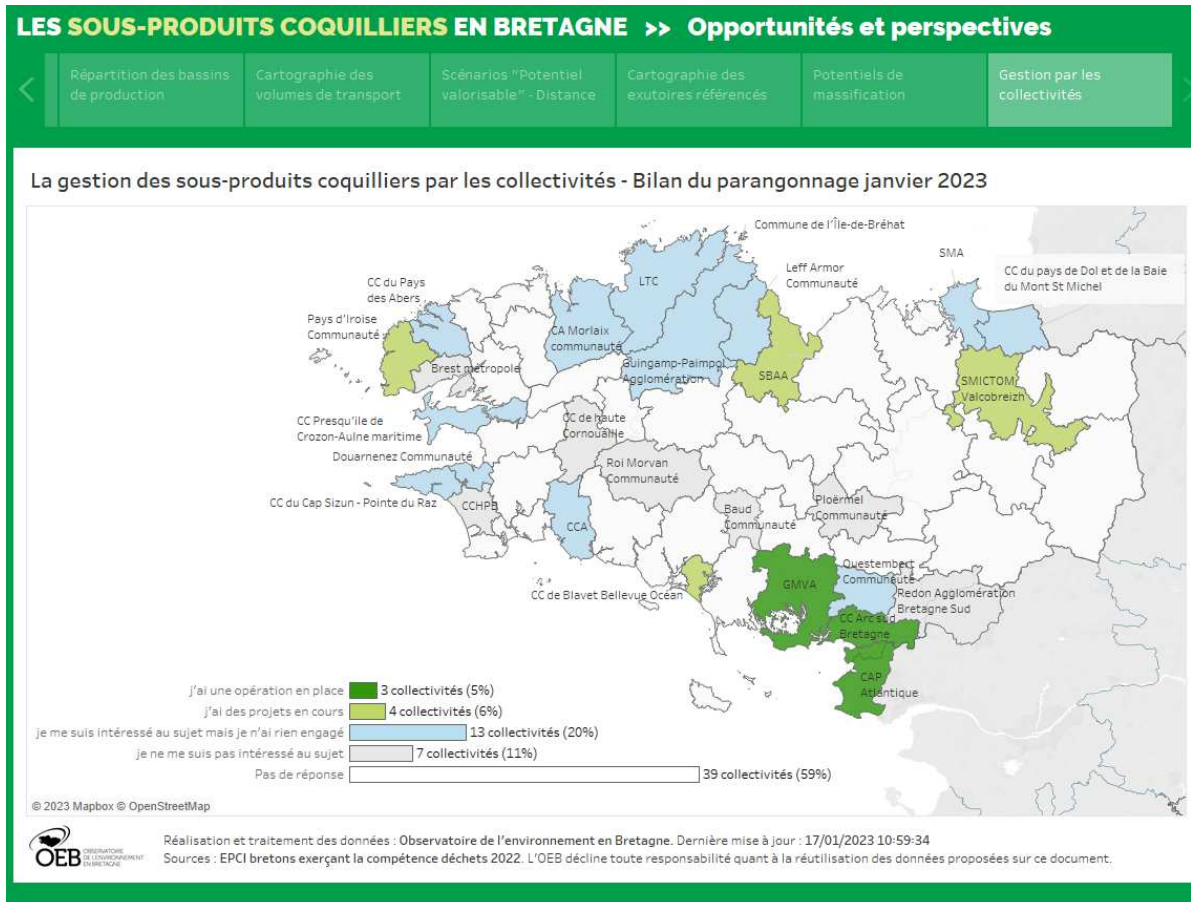 LES SOUS-PRODUITS COQUILLIERS EN BRETAGNE >> Opportunités et perspectives
Répartition des bassins
de production
Cartographie des
volumes de transport
Scénarios "Potentiel
valorisable" - Distance
Cartographie des
exutoires référencés
Potentiels de
massification
Gestion par les
collectivités
La gestion des sous-produits coquilliers par les collectivités - Bilan du parangonnage janvier 2023
Commune de l'Île-de-Bréhat
SMA
LTC
Leff Armor
Communauté
CC du pays de Dol et de la Baie
du Mont St Michel
CC du Pays
des Abers
Pays d'Iroise
Communauté
CA Morlaix
communauté
Brest métropole
Guingamp-Paimpol
Agglomération
SBAA
SMICTOM
Valcobreizh
CC Presqu'ile de
Crozon-Aulne maritime
CC de haute
Cornouaille
Douarnenez Communauté
Roi Morvan
Communauté
CC du Cap Sizun - Pointe du Raz
CCHPB
CCA
Baud
Communauté
Ploërmel
Communauté
CC de Blavet Bellevue Océan
GMVA
Questembert
Communauté
Redon Agglomération
Bretagne Sud
CC Arc sud
Bretagne
CAP
Atlantique
j'ai une opération en place 3 collectivités (5%)
j'ai des projets en cours 4 collectivités (6%)
je me suis intéressé au sujet mais je n'ai rien engagé 13 collectivités (20%)
je ne me suis pas intéressé au sujet 7 collectivités (11%)
Pas de réponse 39 collectivités (59%)
© 2023 Mapbox © OpenStreetMap
OEB OBSERVATOIRE
DE L'ENVIRONNEMENT
EN BRETAGNE
Réalisation et traitement des données : Observatoire de l'environnement en Bretagne. Dernière mise à jour : 17/01/2023 10:59:34
Sources : EPCI bretons exerçant la compétence déchets 2022. L'OEB décline toute responsabilité quant à la réutilisation des données proposées sur ce document.